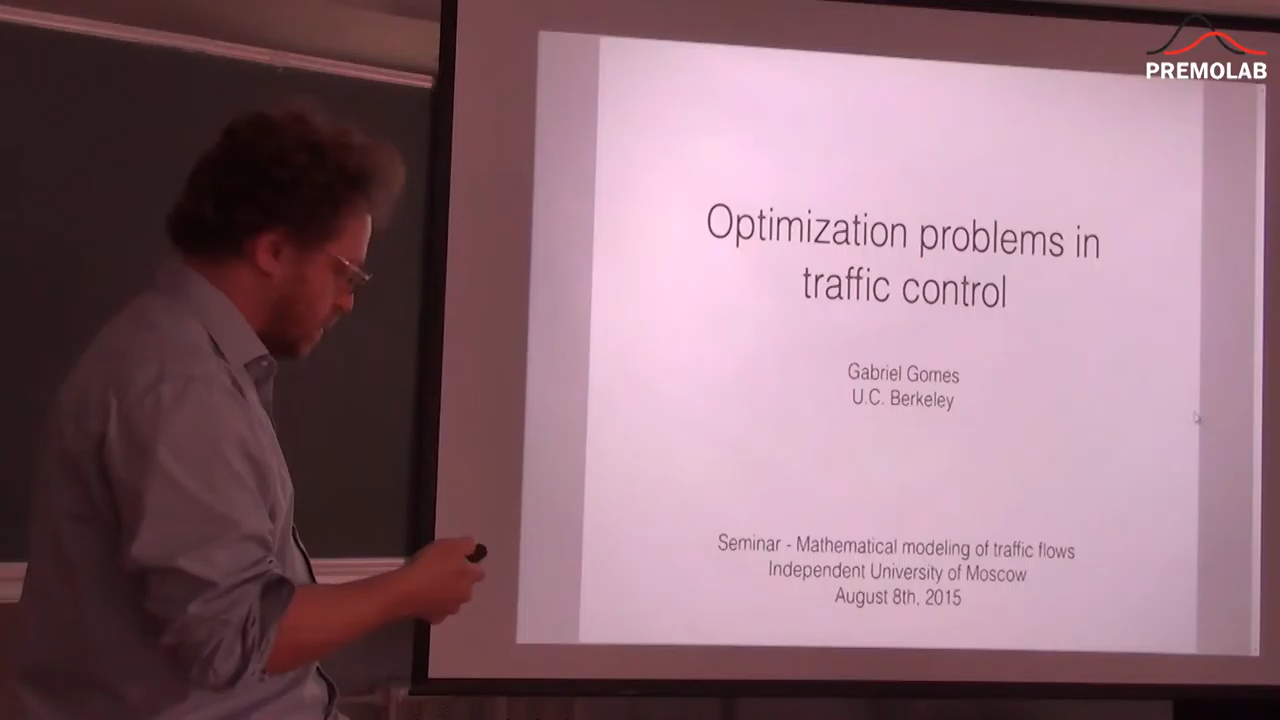 PREMOLAB
Optimization problems in
traffic control
Gabriel Gomes
U.C. Berkeley
Seminar - Mathematical modeling of traffic flows
Independent University of Moscow
August 8th, 2015